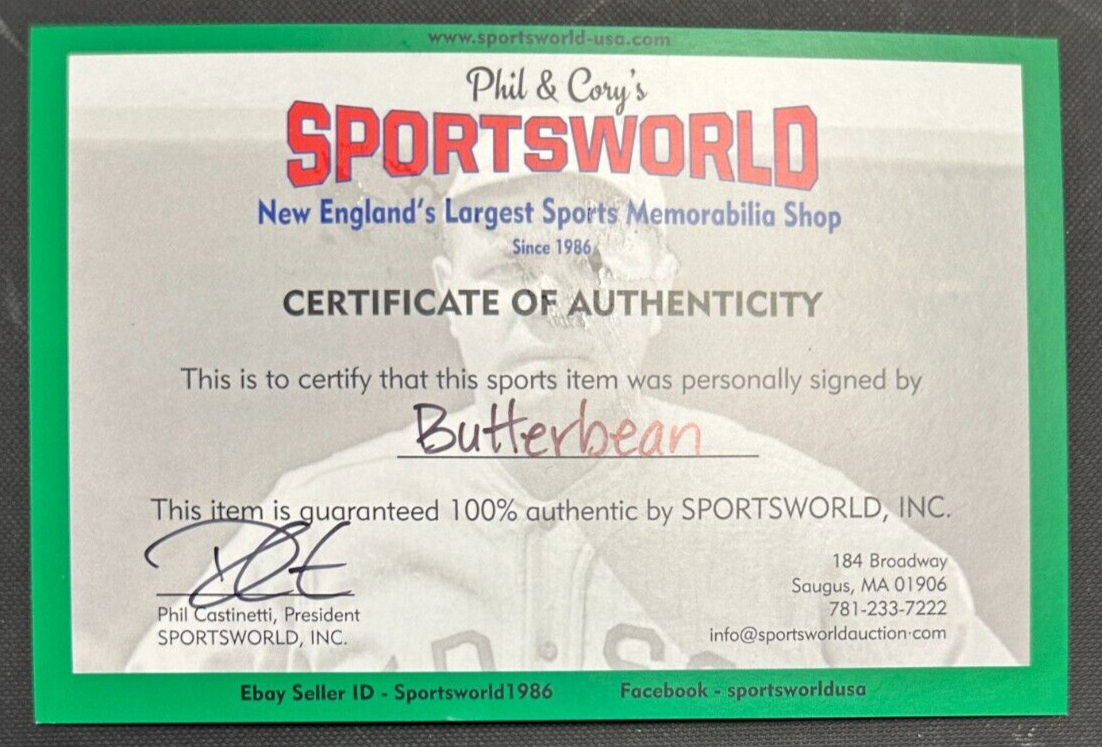 www.sportsworld-usa.com
Phil & Cory's
SPORTSWORLD
New England's Largest Sports Memorabilia Shop
Since 1986
CERTIFICATE OF AUTHENTICITY
This is to certify that this sports item was personally signed by
Butterbean
This item is guaranteed 100% authentic by SPORTSWORLD, INC.
Phil Castinetti, President
SPORTSWORLD, INC.
184 Broadway
Saugus, MA 01906
781-233-7222
info@sportsworldauction.com
Ebay Seller ID - Sportsworld1986 Facebook - sportsworldusa